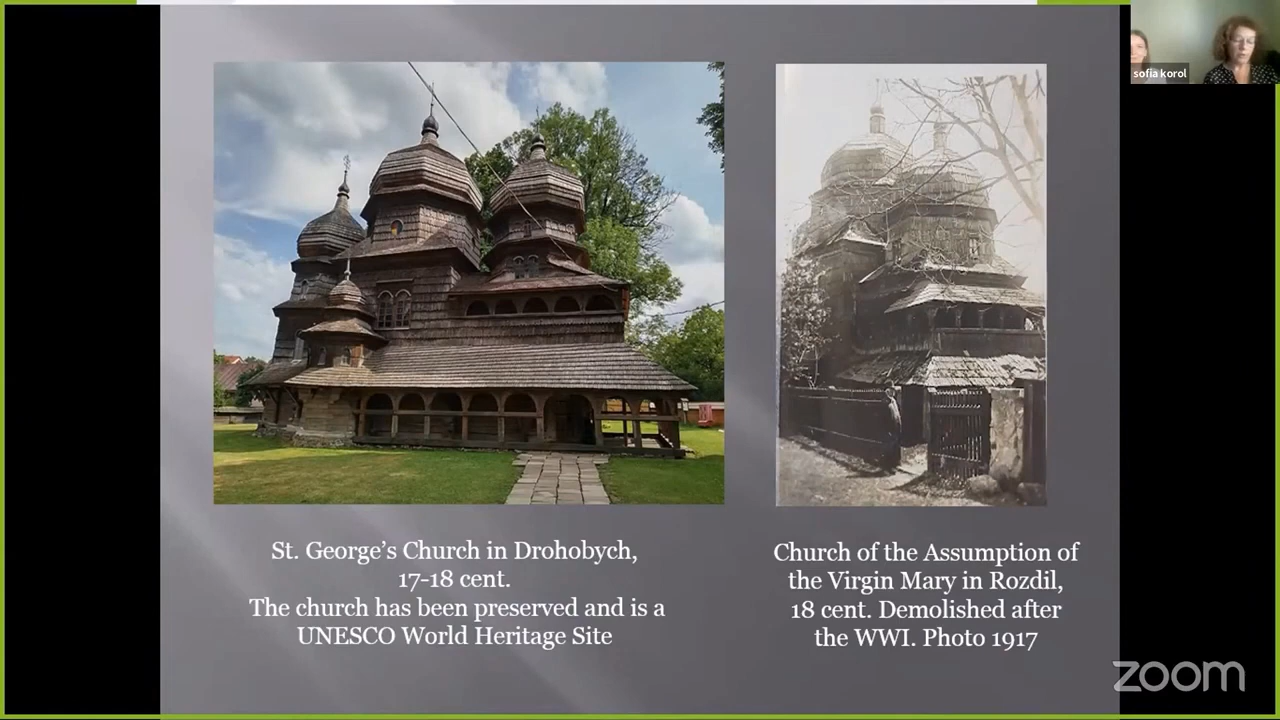 sofia korol
St. George's Church in Drohobych,
17-18 cent.
The church has been preserved and is a
UNESCO World Heritage Site
Church of the Assumption of
the Virgin Mary in Rozdil,
18 cent. Demolished after
the WWI. Photo 1917
zoom